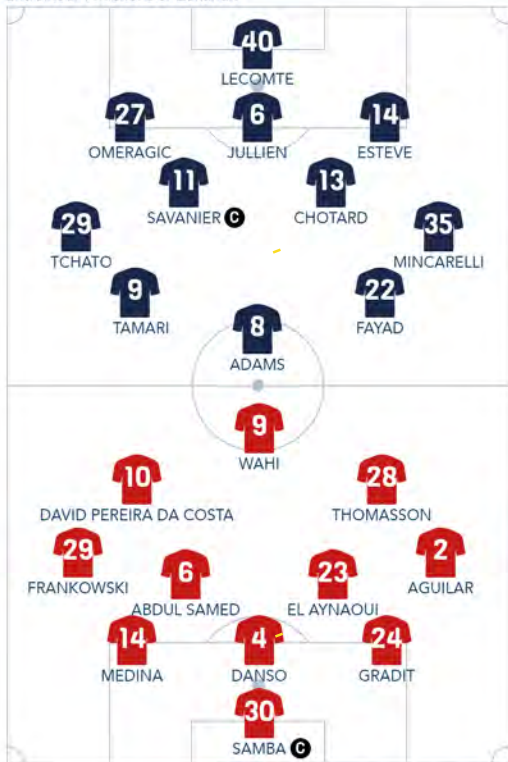 40
LECOMTE
27
6
14
OMERAGIC
JULLIEN
ESTEVE
11
13
SAVANIER C
CHOTARD
29
35
TCHATO
MINCARELLI
9
22
TAMARI
FAYAD
8
ADAMS
9
WAHI
10
28
DAVID PEREIRA DA COSTA
THOMASSON
29
2
FRANKOWSKI
AGUILAR
6
23
ABDUL SAMED
EL AYNAOUI
14
4
24
MEDINA
DANSO
GRADIT
30
SAMBA C